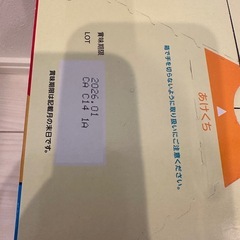 あけぐち
箱で手を切らないように取り扱いにご注意ください。
賞味期限
LOT
2026.01
CA C14 1A
賞味期限は記載月の末日です。